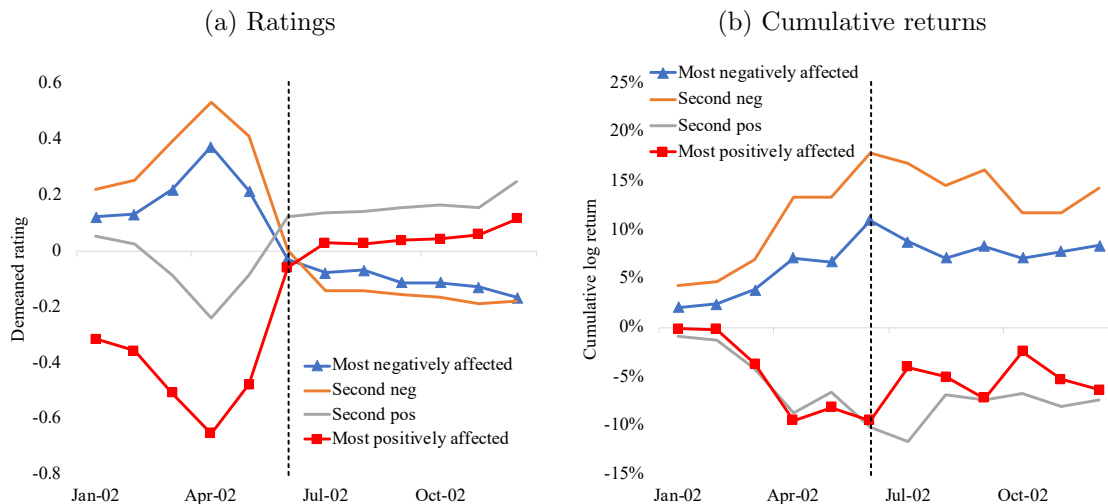 (a) Ratings
0.6
0.4
0.2
0
-0.2
-0.4
-0.6
-0.8
Demeaned rating
Most negatively affected
Second neg
Second pos
Most positively affected
Jan-02
Apr-02
Jul-02
Oct-02
(b) Cumulative returns
25%
20%
15%
10%
5%
0%
-5%
-10%
-15%
Cumulative log return
Most negatively affected
Second neg
Second pos
Most positively affected
Jan-02
Apr-02
Jul-02
Oct-02